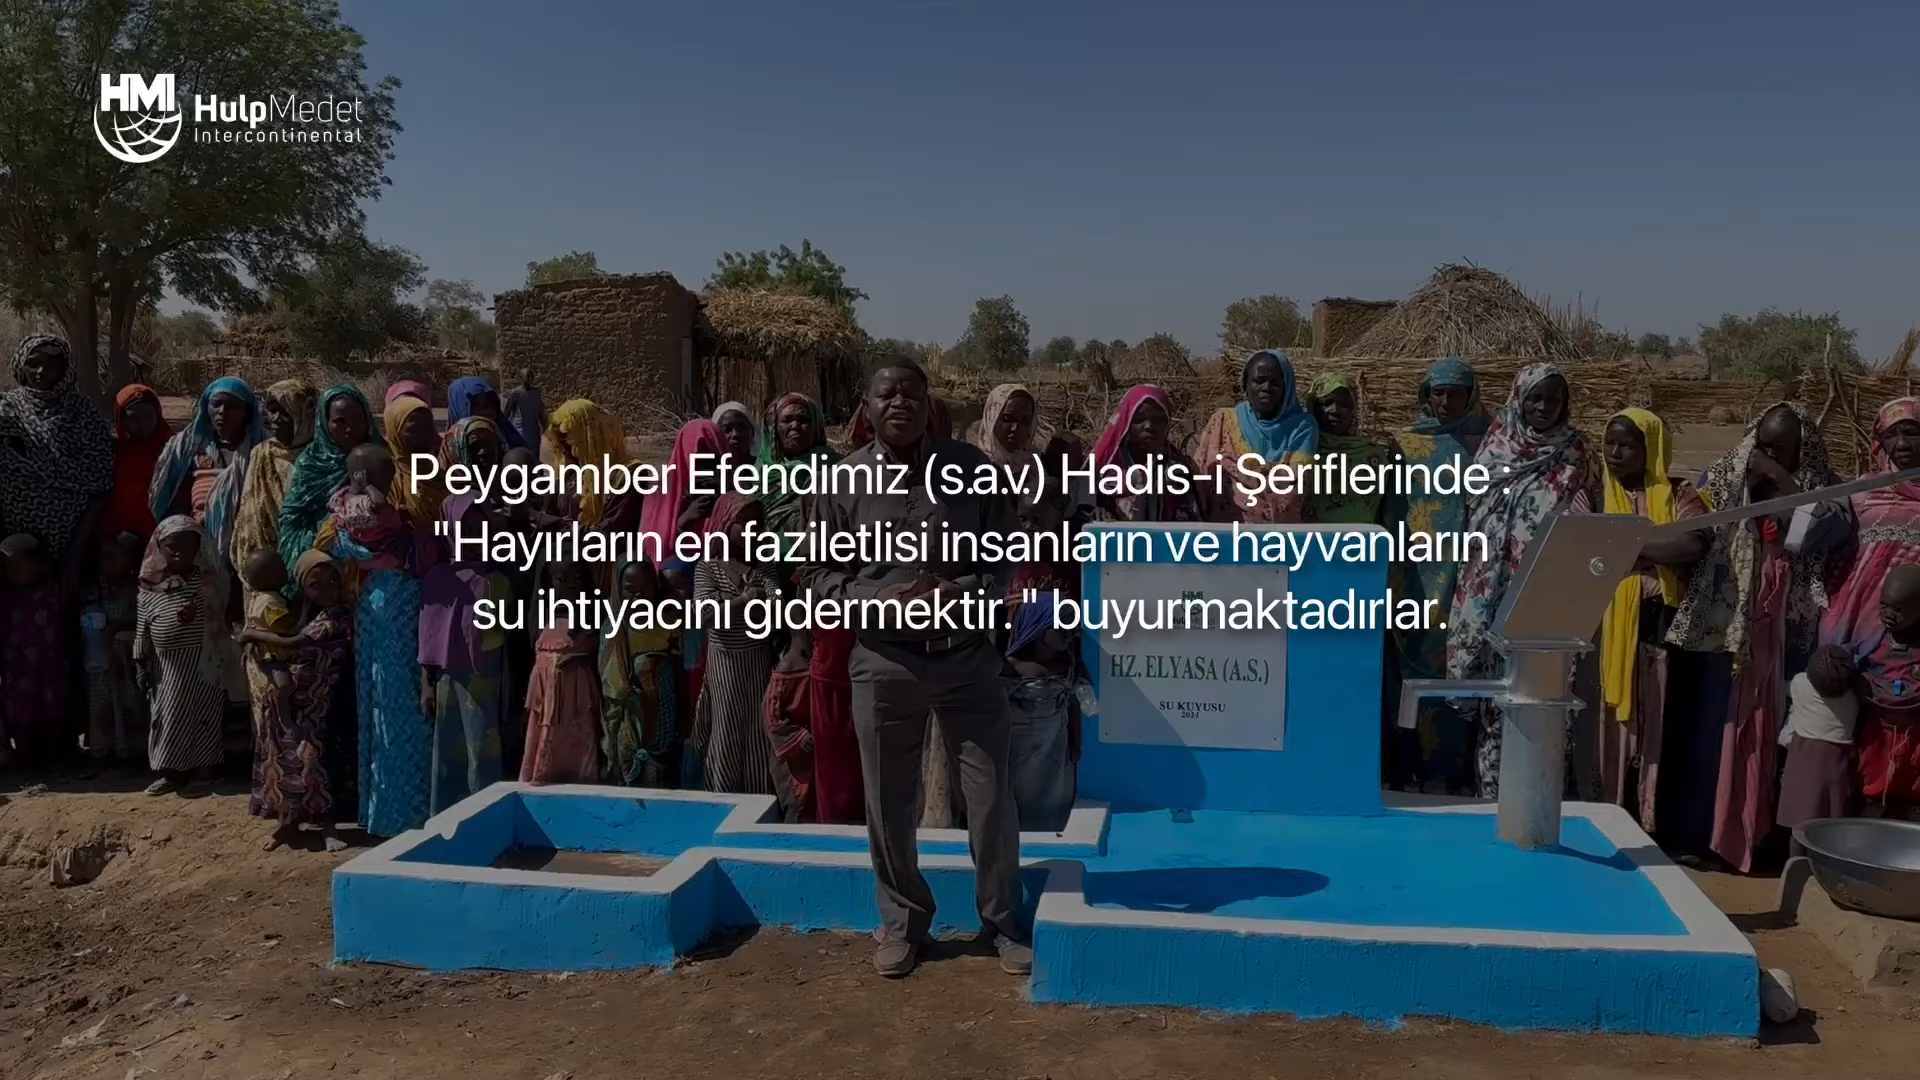 HMI
HulpMedet
Intercontinental
Peygamber Efendimiz (s.a.v.) Hadis-i Şeriflerinde :
"Hayırların en faziletlisi insanların ve hayvanların
su ihtiyacını gidermektir. " buyurmaktadırlar.
HMI
HZ. ELYASA (A.S.)
SU KUYUSU